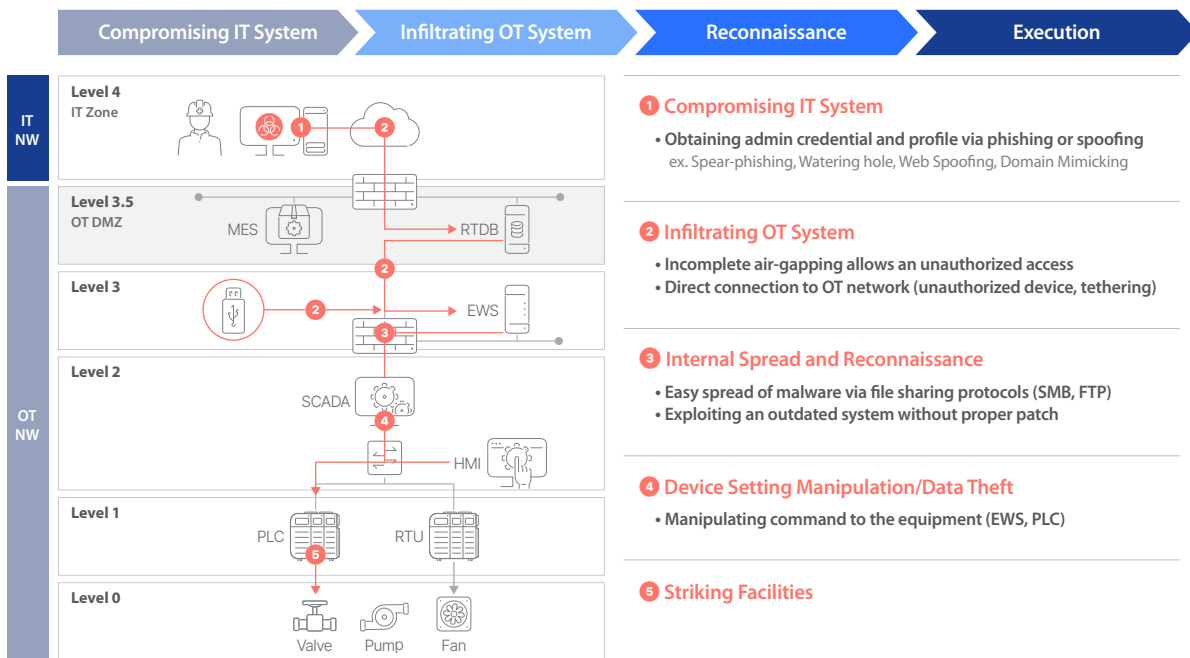 Compromising IT System
Infiltrating OT System
Reconnaissance
Execution
IT
NW
Level 4
IT Zone
1
2
Level 3.5
OT DMZ
MES
RTDB
2
Level 3
2
EWS
3
OT
NW
Level 2
SCADA
4
HMI
Level 1
PLC
RTU
5
Level 0
Valve
Pump
Fan
1 Compromising IT System
• Obtaining admin credential and profile via phishing or spoofing
ex. Spear-phishing, Watering hole, Web Spoofing, Domain Mimicking
2 Infiltrating OT System
• Incomplete air-gapping allows an unauthorized access
• Direct connection to OT network (unauthorized device, tethering)
3 Internal Spread and Reconnaissance
• Easy spread of malware via file sharing protocols (SMB, FTP)
• Exploiting an outdated system without proper patch
4 Device Setting Manipulation/Data Theft
• Manipulating command to the equipment (EWS, PLC)
5 Striking Facilities